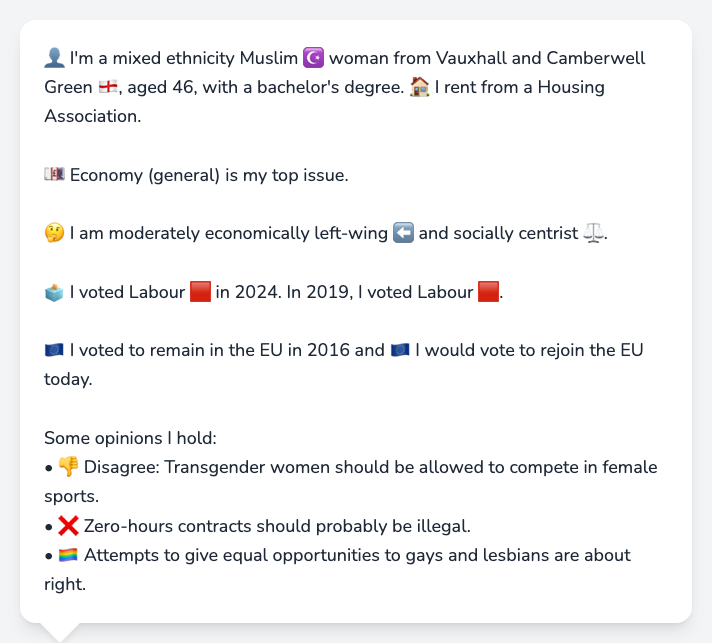 👤 I'm a mixed ethnicity Muslim ☪️ woman from Vauxhall and Camberwell
Green 🏴󠁧󠁢󠁥󠁮󠁧󠁿, aged 46, with a bachelor's degree. 🏠 I rent from a Housing
Association.
💷 Economy (general) is my top issue.
🤔 I am moderately economically left-wing ⬅️ and socially centrist ⚖️.
🗳️ I voted Labour 🟥 in 2024. In 2019, I voted Labour 🟥.
🇪🇺 I voted to remain in the EU in 2016 and 🇪🇺 I would vote to rejoin the EU
today.
Some opinions I hold:
• 👎 Disagree: Transgender women should be allowed to compete in female
sports.
• ❌ Zero-hours contracts should probably be illegal.
• 🏳️‍🌈 Attempts to give equal opportunities to gays and lesbians are about
right.